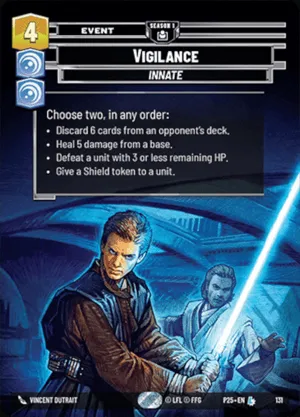 4
EVENT
SEASON 1
VIGILANCE
INNATE
Choose two, in any order:
• Discard 6 cards from an opponent's deck.
• Heal 5 damage from a base.
• Defeat a unit with 3 or less remaining HP.
• Give a Shield token to a unit.
VINCENT DUTRAIT
© LFL © FFG
P25 • EN
131